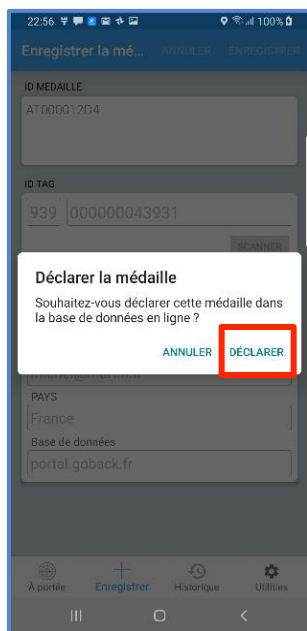 22:56 100%
Enregistrer la mé... ANNULER ENREGISTRER
ID MEDAILLE
AT000012D4
ID TAG
939 000000043931
SCANNER
Déclarer la médaille
Souhaitez-vous déclarer cette médaille dans
la base de données en ligne ?
ANNULER DÉCLARER
PAYS
France
Base de données
portal.goback.fr
À portée Enregistrer Historique Utilities